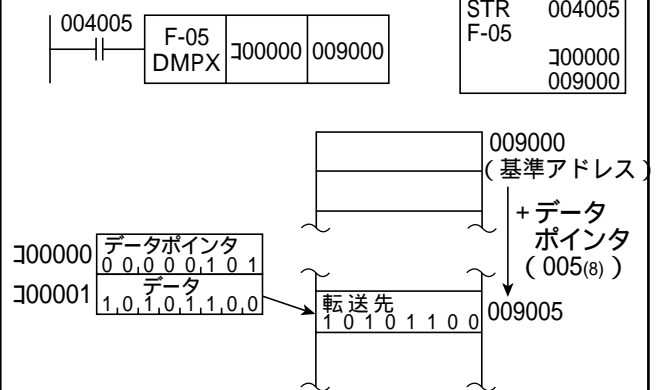 004005
F-05
DMPX
コ00000
009000
STR 004005
F-05
コ00000
009000
009000
(基準アドレス)
+データ
ポインタ
(005(8))
コ00000
データポインタ
0 0,0 0 0,1 0 1
コ00001
データ
1,0,1,0,1,1,0,0
転送先
1 0 1 0 1 1 0 0
009005